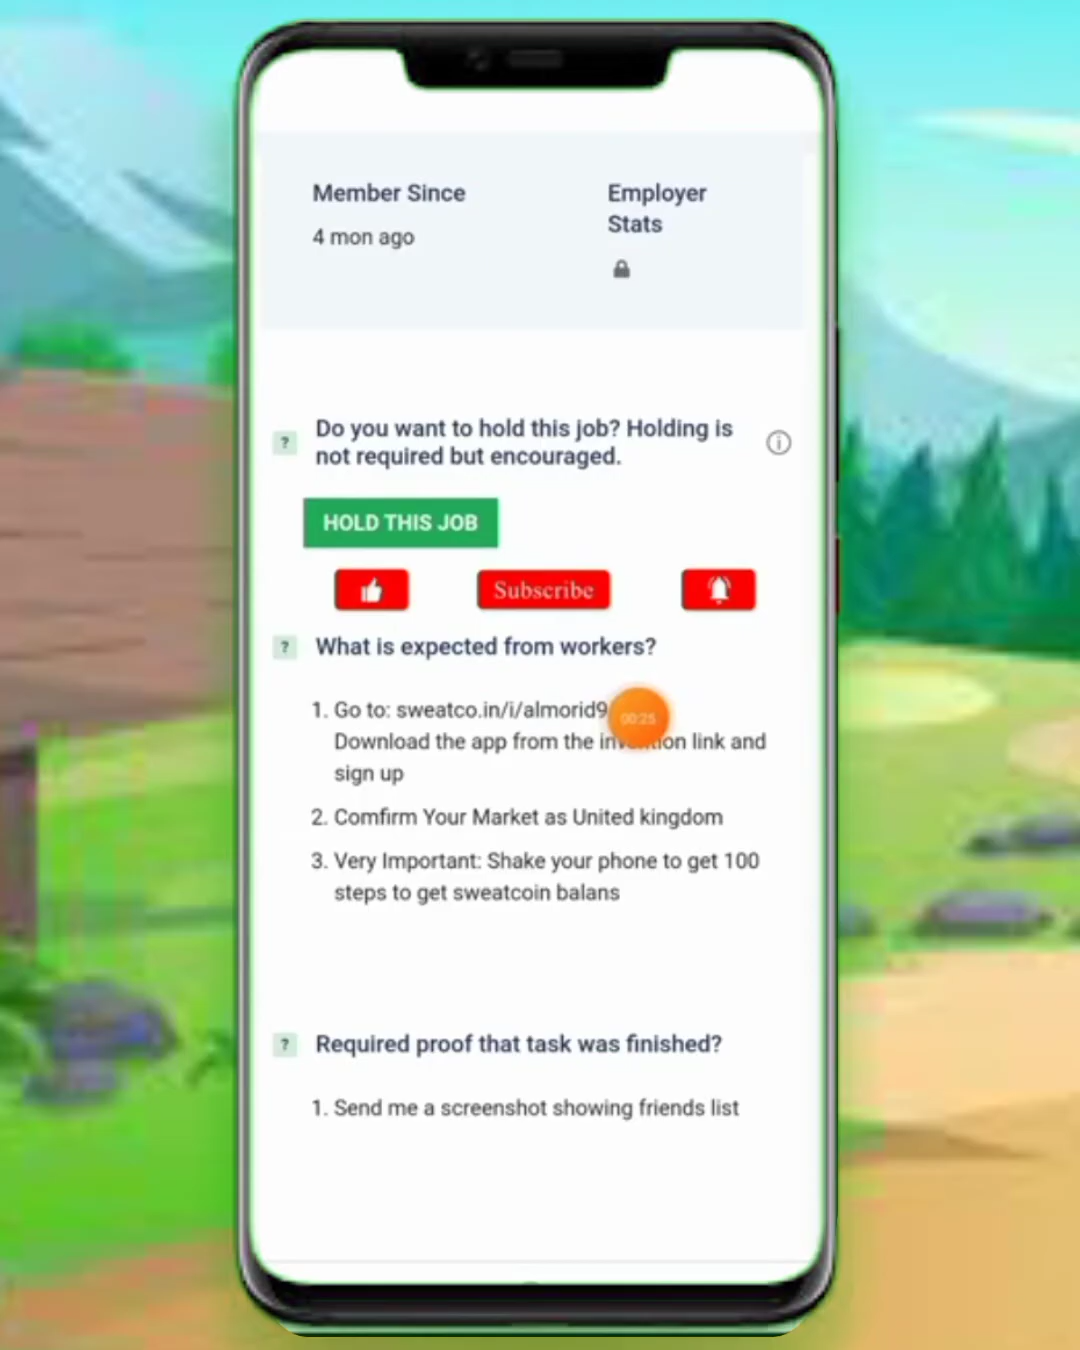 Member Since
4 mon ago
Employer
Stats
? Do you want to hold this job? Holding is
not required but encouraged.
HOLD THIS JOB
Subscribe
? What is expected from workers?
1. Go to: sweatco.in/i/almorid9
Download the app from the link and
sign up
2. Comfirm Your Market as United kingdom
3. Very Important: Shake your phone to get 100
steps to get sweatcoin balans
? Required proof that task was finished?
1. Send me a screenshot showing friends list
00:25